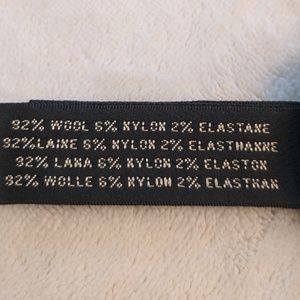 92% WOOL 6% NYLON 2% ELASTANE
92%LAINE 6% NYLON 2% ELASTHANNE
92% LANA 6% NYLON 2% ELASTON
92% WOLLE 6% NYLON 2% ELASTHAN